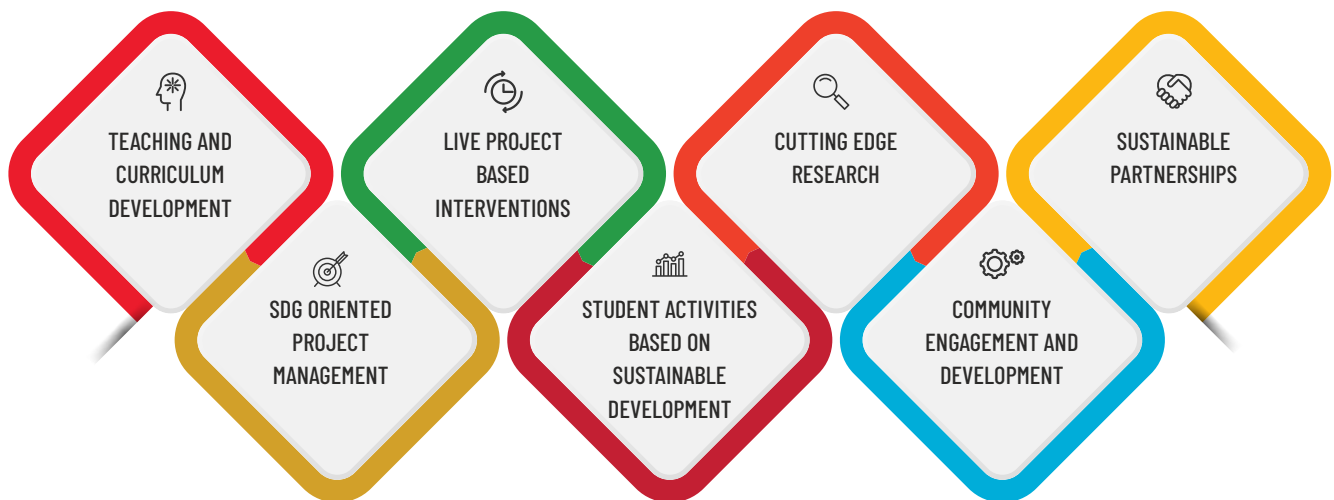 TEACHING AND
CURRICULUM
DEVELOPMENT
SDG ORIENTED
PROJECT
MANAGEMENT
LIVE PROJECT
BASED
INTERVENTIONS
STUDENT ACTIVITIES
BASED ON
SUSTAINABLE
DEVELOPMENT
CUTTING EDGE
RESEARCH
COMMUNITY
ENGAGEMENT AND
DEVELOPMENT
SUSTAINABLE
PARTNERSHIPS